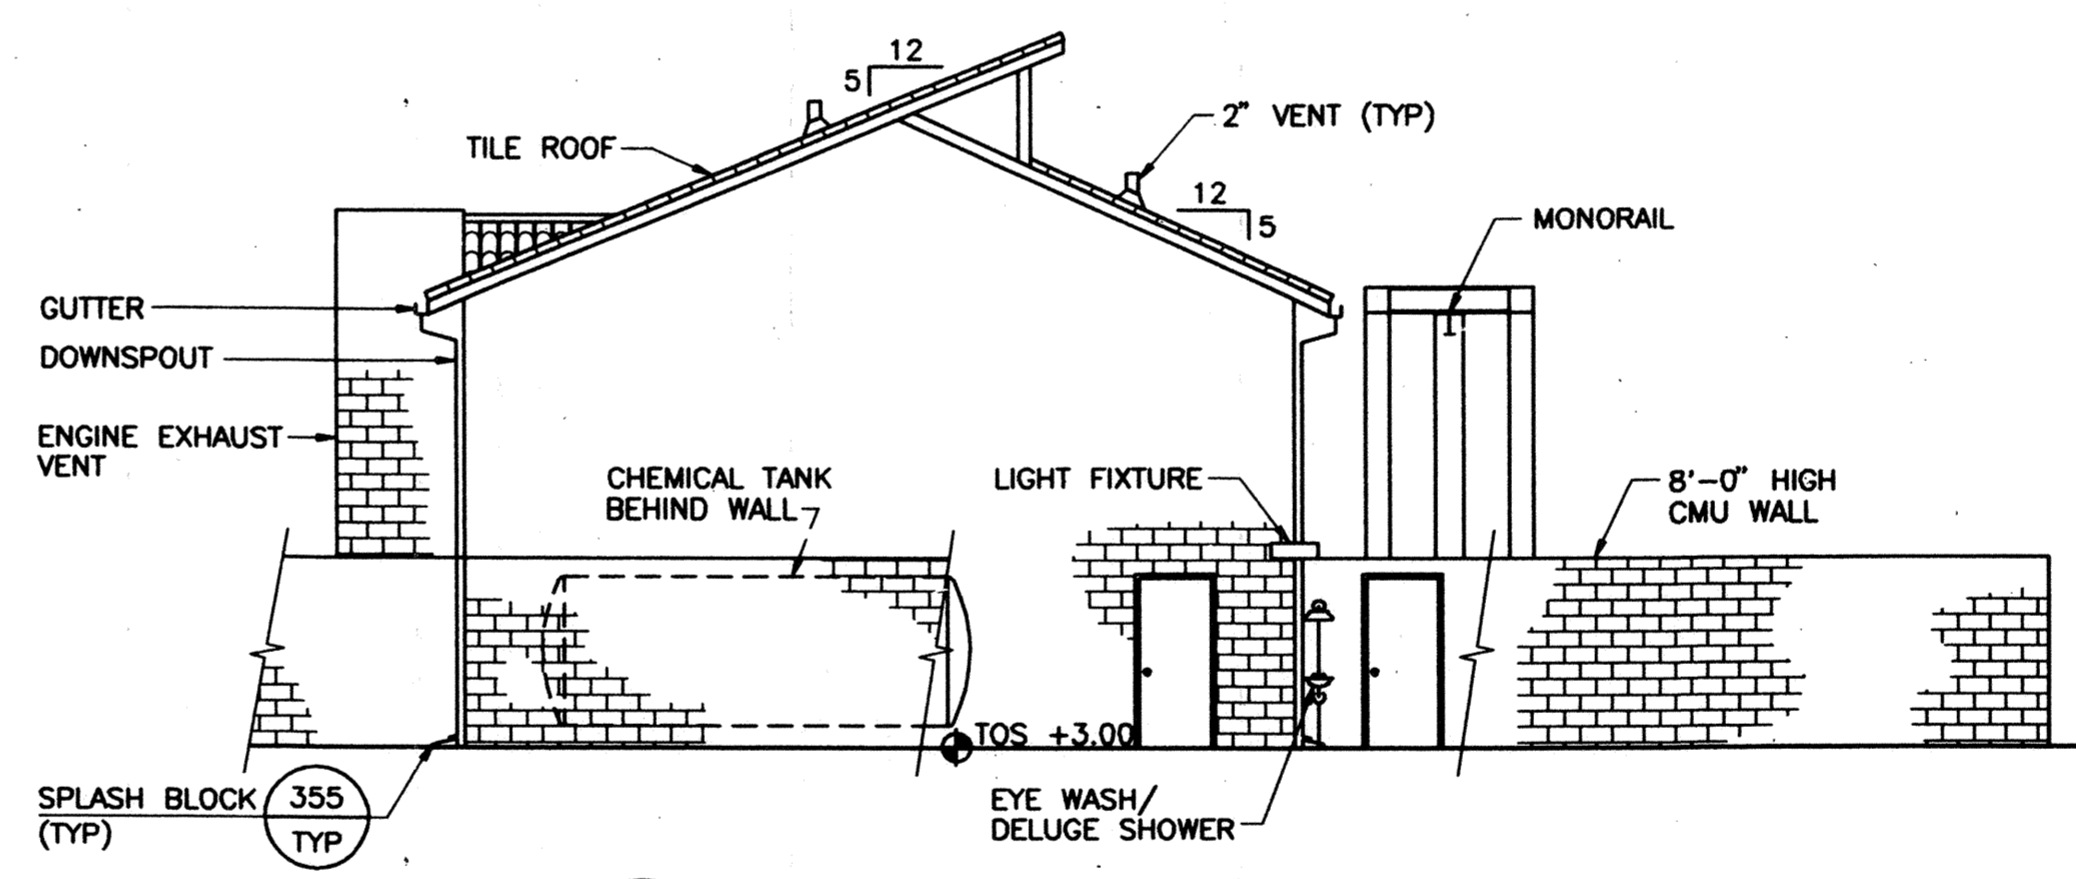 12
5
2" VENT (TYP)
TILE ROOF
12
5
MONORAIL
GUTTER
DOWNSPOUT
ENGINE EXHAUST
VENT
CHEMICAL TANK
BEHIND WALL
LIGHT FIXTURE
8'-0" HIGH
CMU WALL
TOS +3.00
SPLASH BLOCK
(TYP)
355
TYP
EYE WASH/
DELUGE SHOWER